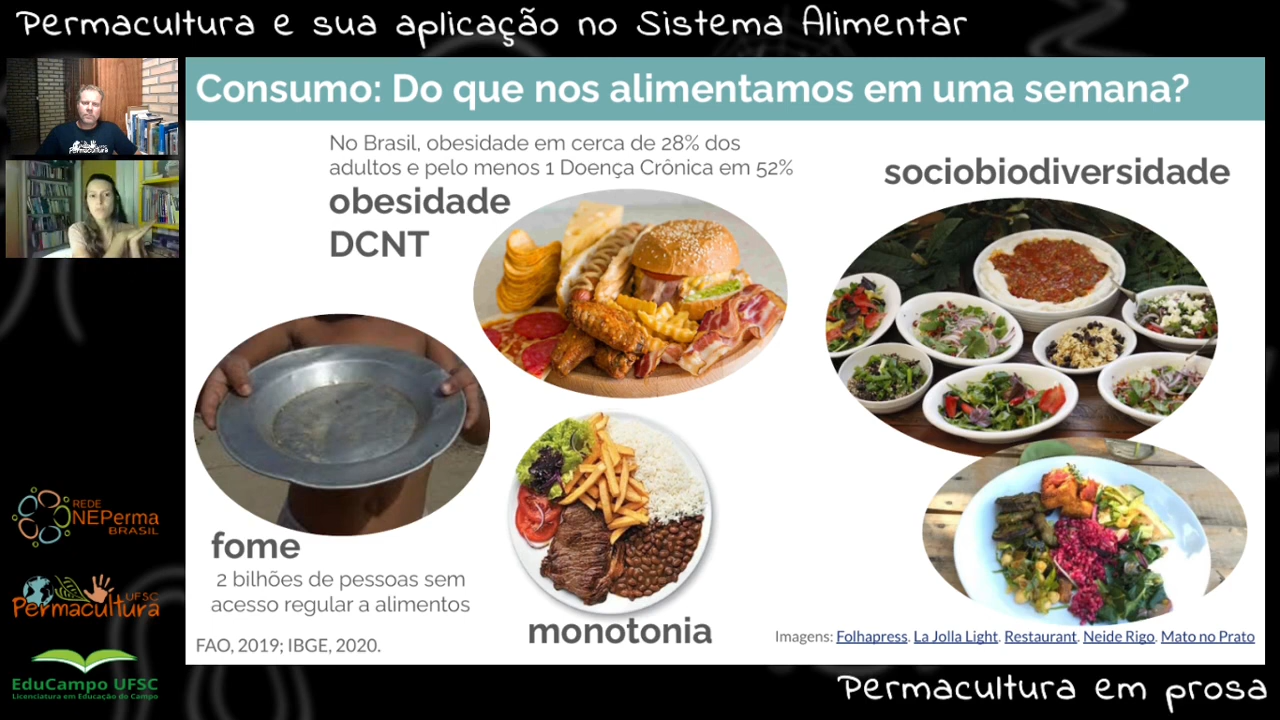 Permacultura e sua aplicação no Sistema Alimentar
Consumo: Do que nos alimentamos em uma semana?
No Brasil, obesidade em cerca de 28% dos
adultos e pelo menos 1 Doença Crônica em 52%
obesidade
DCNT
sociobiodiversidade
fome
2 bilhões de pessoas sem
acesso regular a alimentos
monotonia
FAO, 2019; IBGE, 2020.
Imagens: Folhapress. La Jolla Light. Restaurant. Neide Rigo. Mato no Prato
REDE
NEPerma
BRASIL
UFSC
Permacultura
EduCampo UFSC
Licenciatura em Educação do Campo
Permacultura em prosa